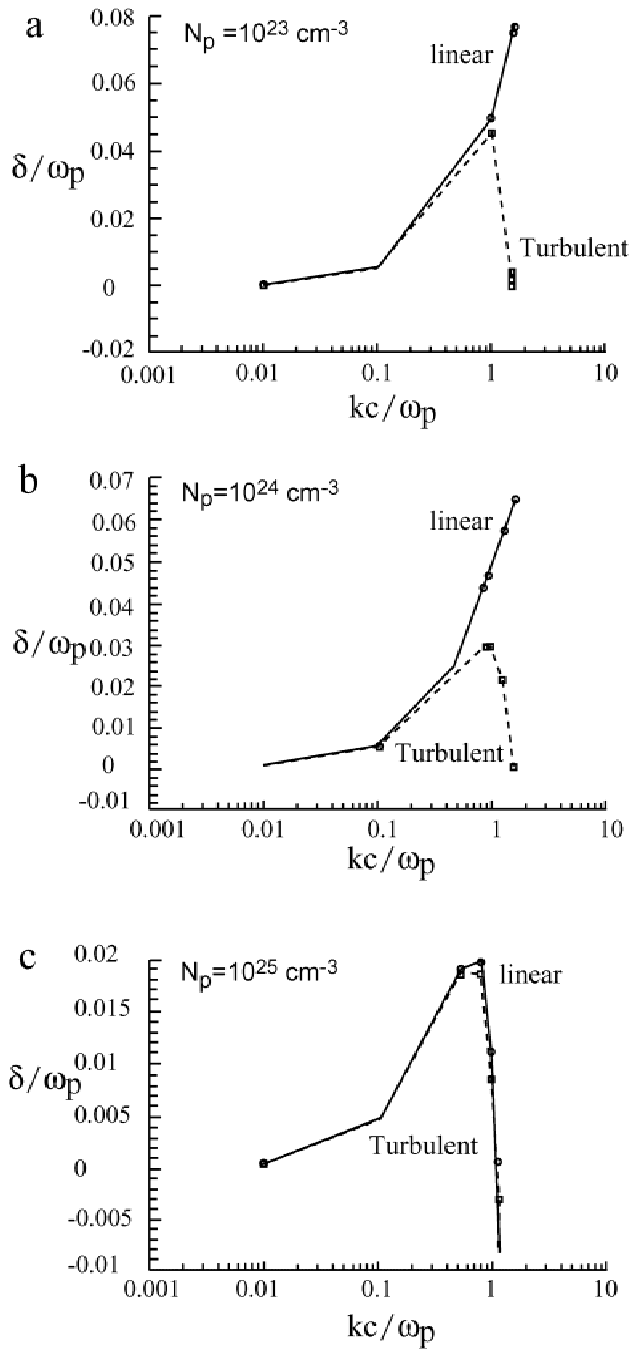 a
N_p =10^23 cm^-3
0.08
0.06
0.04
0.02
0
-0.02
δ/ω_p
linear
Turbulent
0.001 0.01 0.1 1 10
kc/ω_p
b
N_p=10^24 cm^-3
0.07
0.06
0.05
0.04
0.03
0.02
0.01
0
-0.01
δ/ω_p
linear
Turbulent
0.001 0.01 0.1 1 10
kc/ω_p
c
N_p=10^25 cm^-3
0.02
0.015
0.01
0.005
0
-0.005
-0.01
δ/ω_p
linear
Turbulent
0.001 0.01 0.1 1 10
kc/ω_p